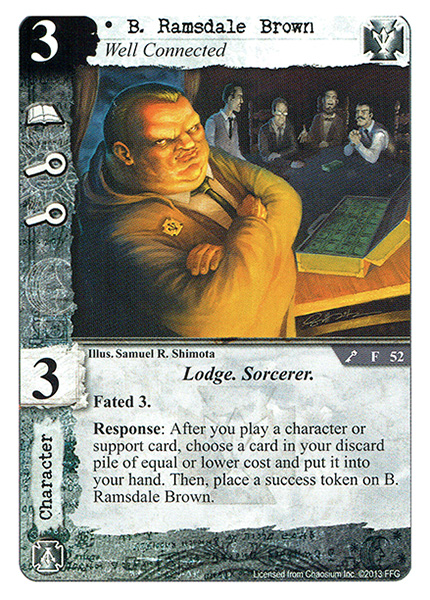 3
• B. Ramsdale Brown
Well Connected
Illus. Samuel R. Shimota
F 52
3
Lodge. Sorcerer.
Fated 3.
Response: After you play a character or
support card, choose a card in your discard
pile of equal or lower cost and put it into
your hand. Then, place a success token on B.
Ramsdale Brown.
Character
Licensed from Chaosium Inc. ©2013 FFG